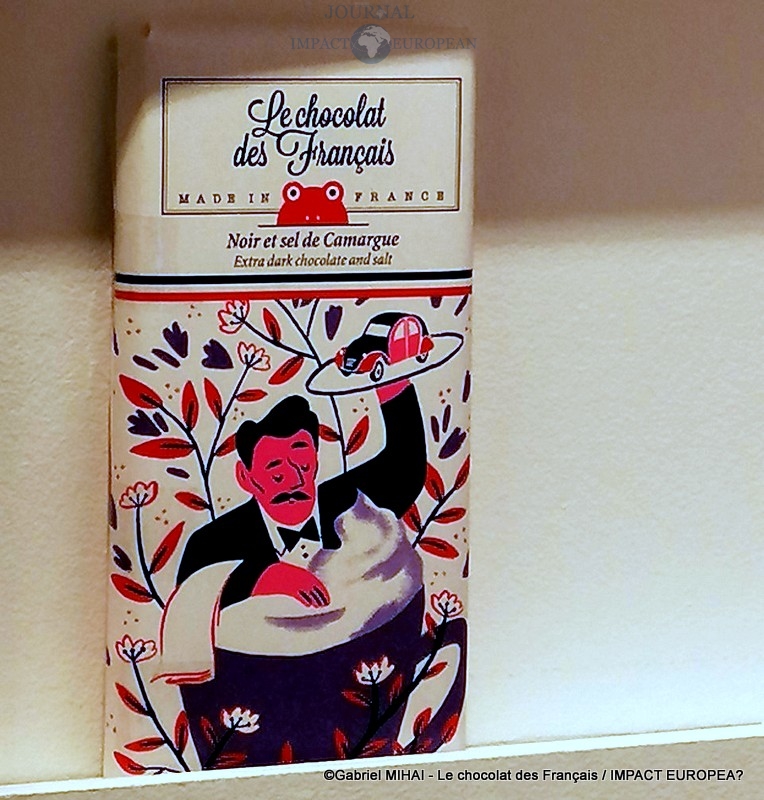 JOURNAL
IMPACT EUROPEAN
Le chocolat
des Français
MADE IN FRANCE
Noir et sel de Camargue
Extra dark chocolate and salt
©Gabriel MIHAI - Le chocolat des Français / IMPACT EUROPEA?